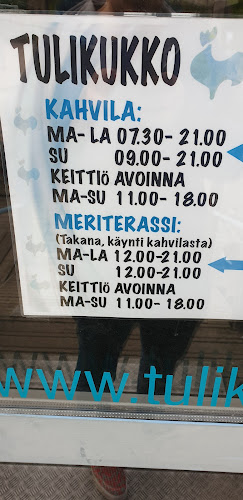 TULIKUKKO
KAHVILA:
MA- LA 07.30- 21.00
SU 09.00- 21.00
KEITTIÖ AVOINNA
MA-SU 11.00- 18.00
MERITERASSI:
(Takana, käynti kahvilasta)
MA-LA 12.00-21.00
SU 12.00-21.00
KEITTIÖ AVOINNA
MA-SU 11.00- 18.00
www.tulik